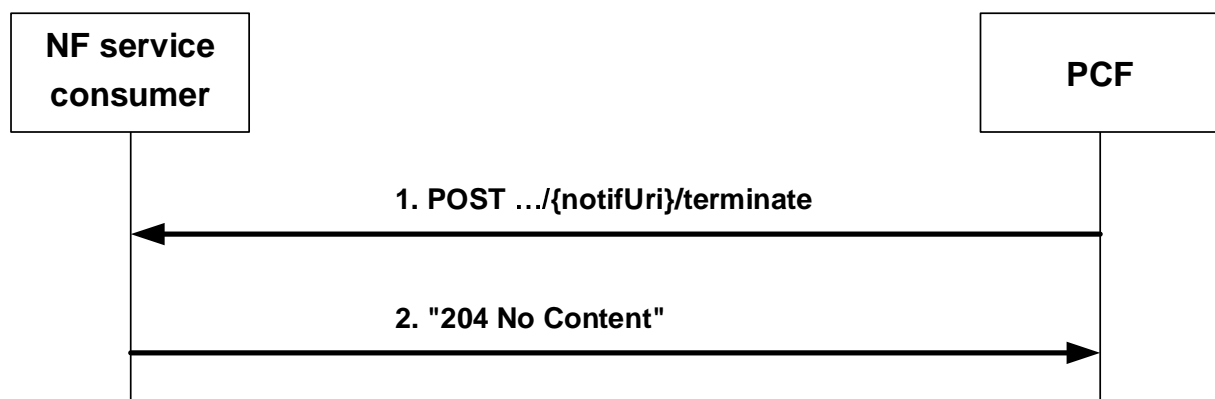 NF service
consumer
PCF
1. POST …/{notifUri}/terminate
2. "204 No Content"